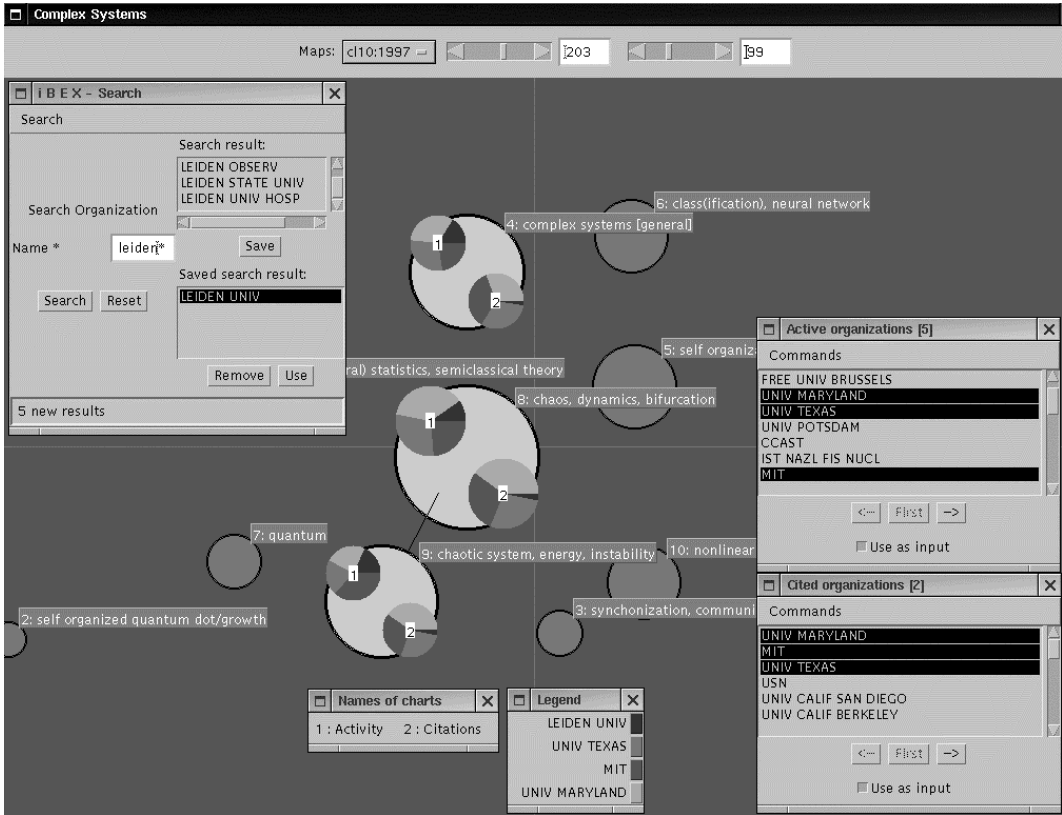 Complex Systems
Maps: cl10:1997 203 99
i B E X - Search
Search
Search result:
LEIDEN OBSERV
LEIDEN STATE UNIV
LEIDEN UNIV HOSP
Search Organization
Name * leiden*
Save
Saved search result:
LEIDEN UNIV
Search Reset
Remove Use
5 new results
6: class(ification), neural network
4: complex systems [general]
1
2
5: self organiz
ral) statistics, semiclassical theory
8: chaos, dynamics, bifurcation
1
2
7: quantum
9: chaotic system, energy, instability
10: nonlinear
1
2: self organized quantum dot/growth
3: synchonization, communi
2
Active organizations [5]
Commands
FREE UNIV BRUSSELS
UNIV MARYLAND
UNIV TEXAS
UNIV POTSDAM
CCAST
IST NAZL FIS NUCL
MIT
<-- First -->
Use as input
Cited organizations [2]
Commands
UNIV MARYLAND
MIT
UNIV TEXAS
USN
UNIV CALIF SAN DIEGO
UNIV CALIF BERKELEY
<-- First -->
Use as input
Names of charts
1 : Activity 2 : Citations
Legend
LEIDEN UNIV
UNIV TEXAS
MIT
UNIV MARYLAND